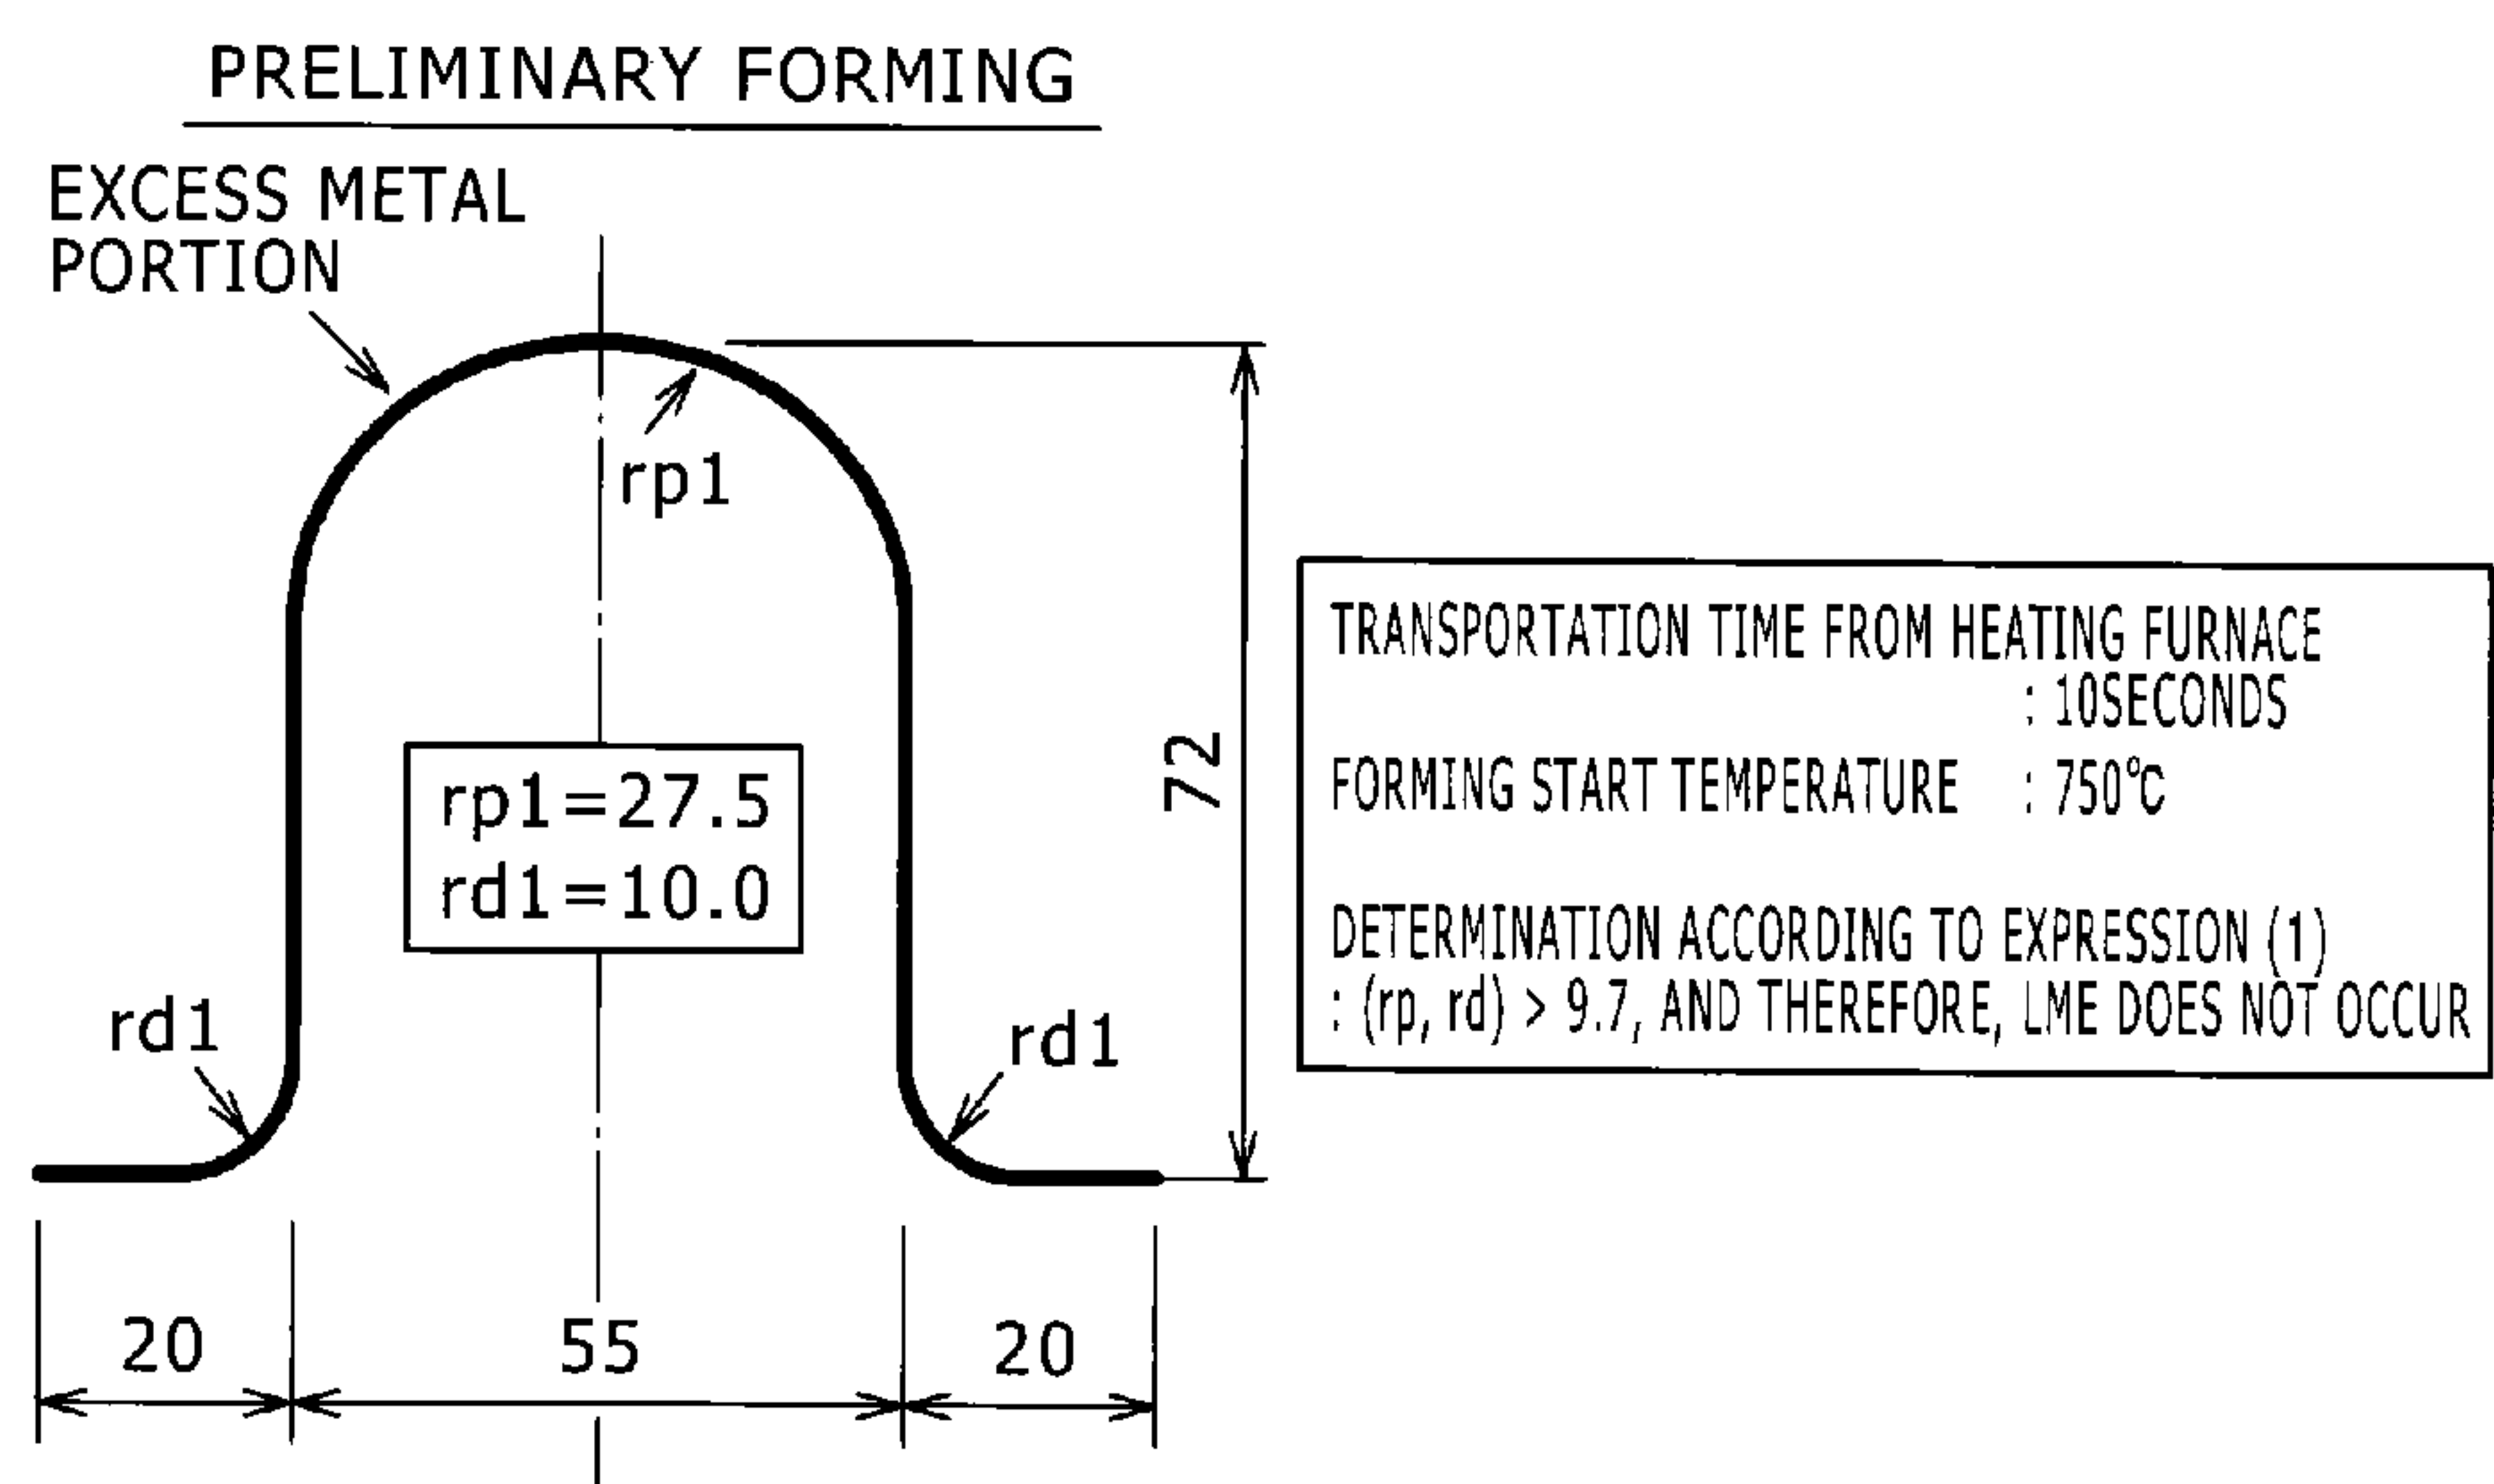 PRELIMINARY FORMING
EXCESS METAL
PORTION
rp1
72
rp1=27.5
rd1=10.0
rd1
rd1
20
55
20
TRANSPORTATION TIME FROM HEATING FURNACE
: 10SECONDS
FORMING START TEMPERATURE : 750℃
DETERMINATION ACCORDING TO EXPRESSION (1)
: (rp, rd) > 9.7, AND THEREFORE, LME DOES NOT OCCUR